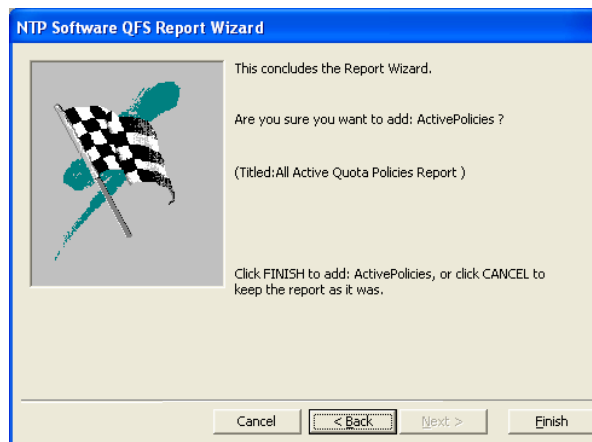 NTP Software QFS Report Wizard
This concludes the Report Wizard.
Are you sure you want to add: ActivePolicies ?
(Titled:All Active Quota Policies Report )
Click FINISH to add: ActivePolicies, or click CANCEL to
keep the report as it was.
Cancel
< Back
Next >
Finish